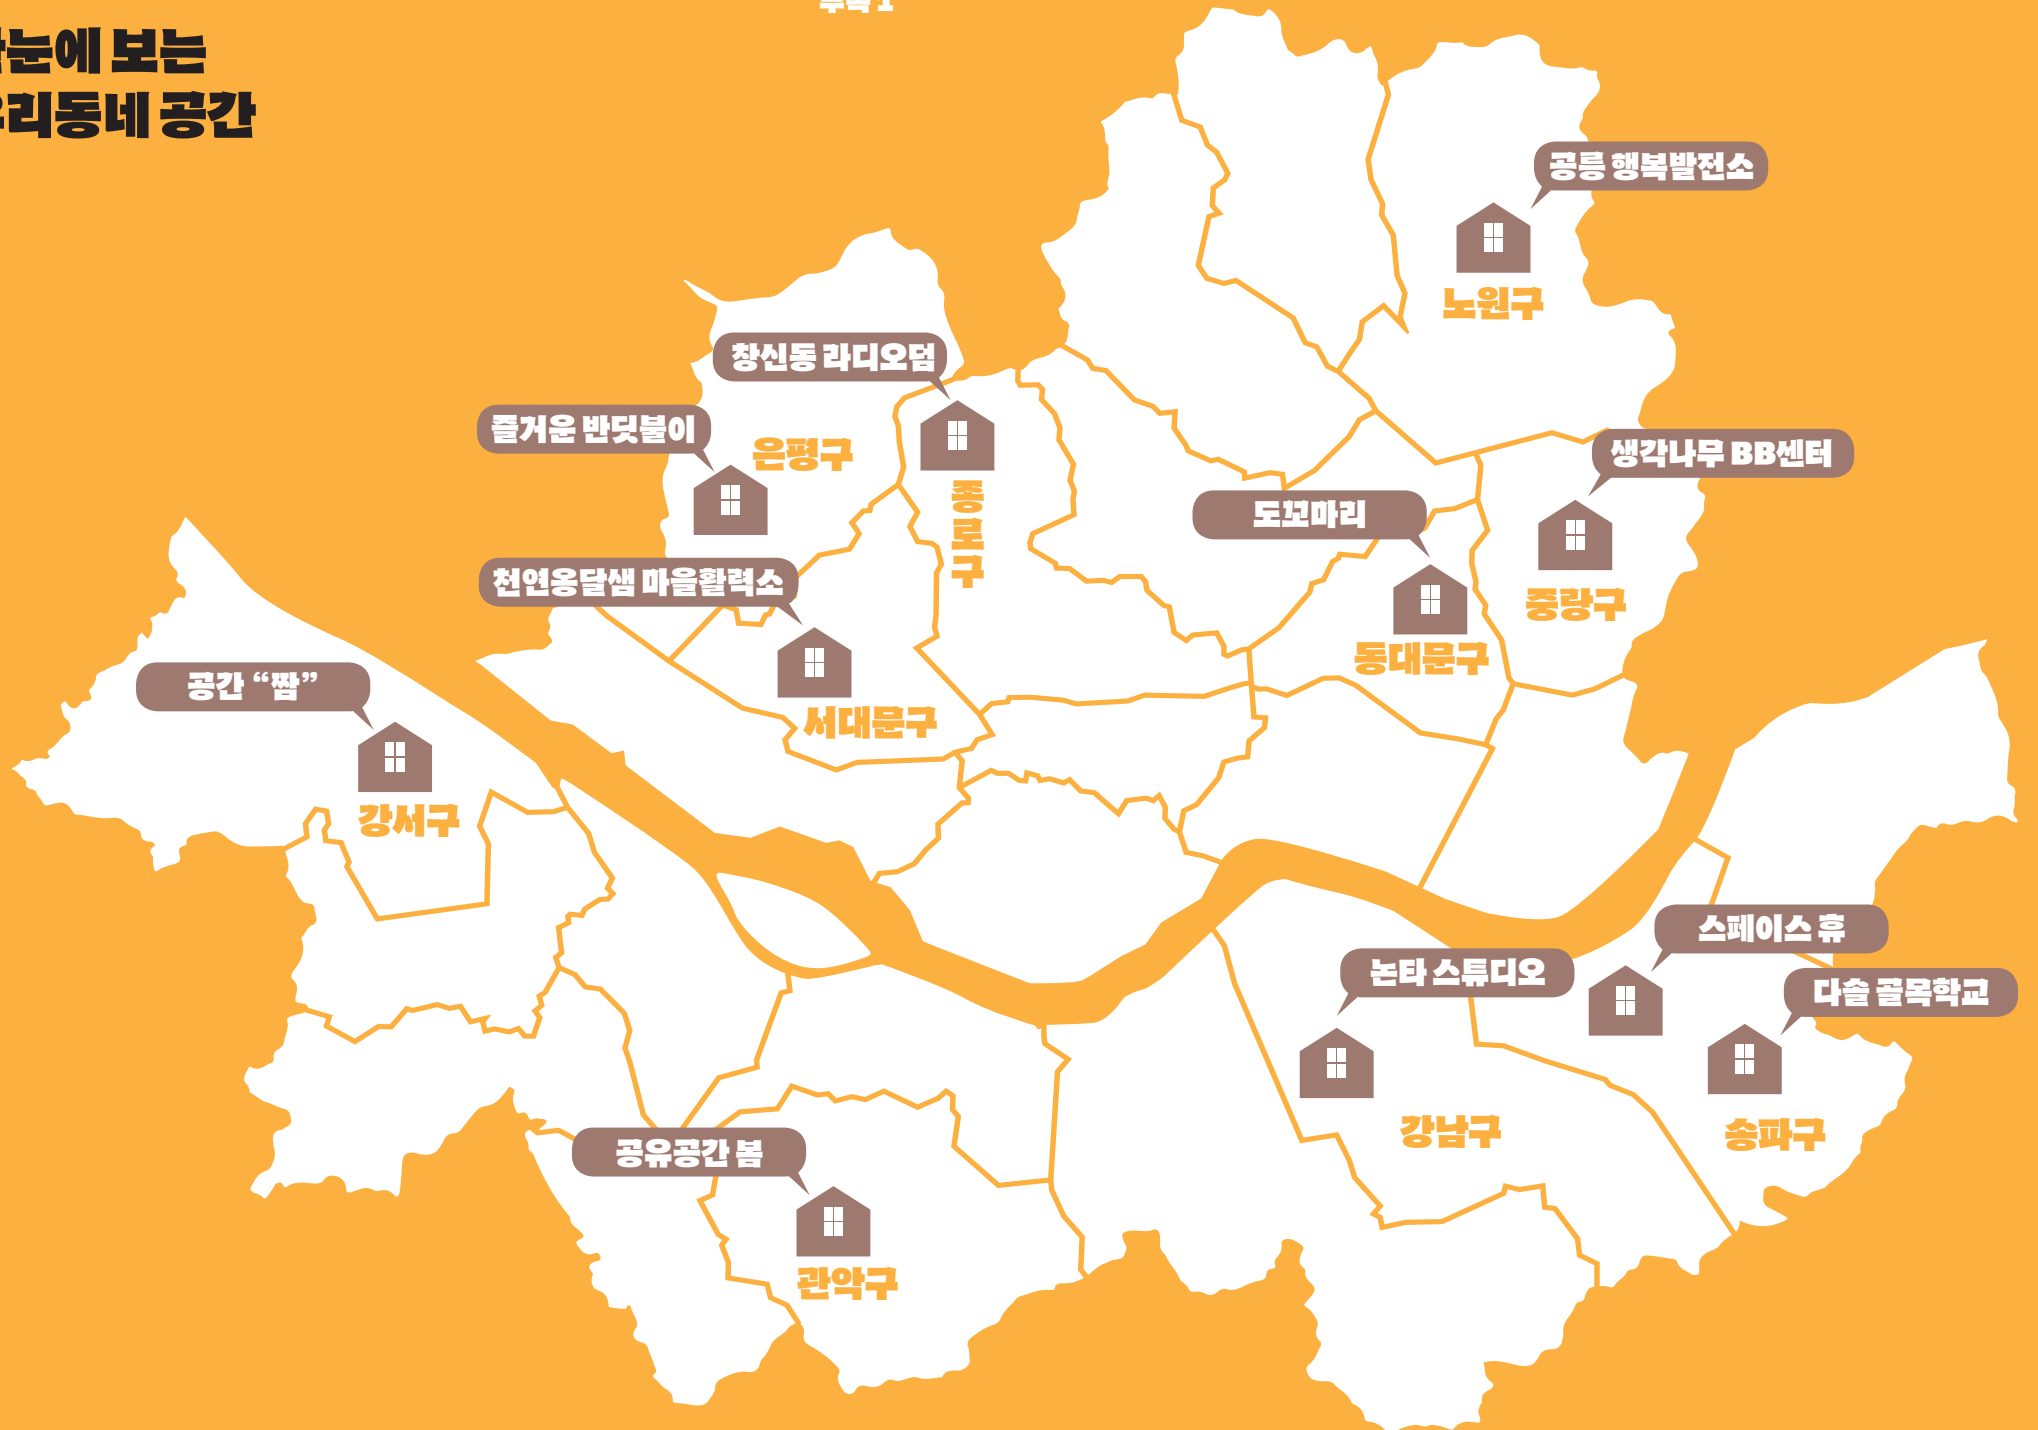 부록 1
한눈에 보는
우리동네 공간
공릉 행복발전소
노원구
창신동 라디오덤
즐거운 반딧불이
은평구
종로구
생각나무 BB센터
도꼬마리
중랑구
천연옹달샘 마을활력소
동대문구
서대문구
공간 “짬”
강서구
스페이스 휴
논타 스튜디오
다솔 골목학교
강남구
송파구
공유공간 봄
관악구